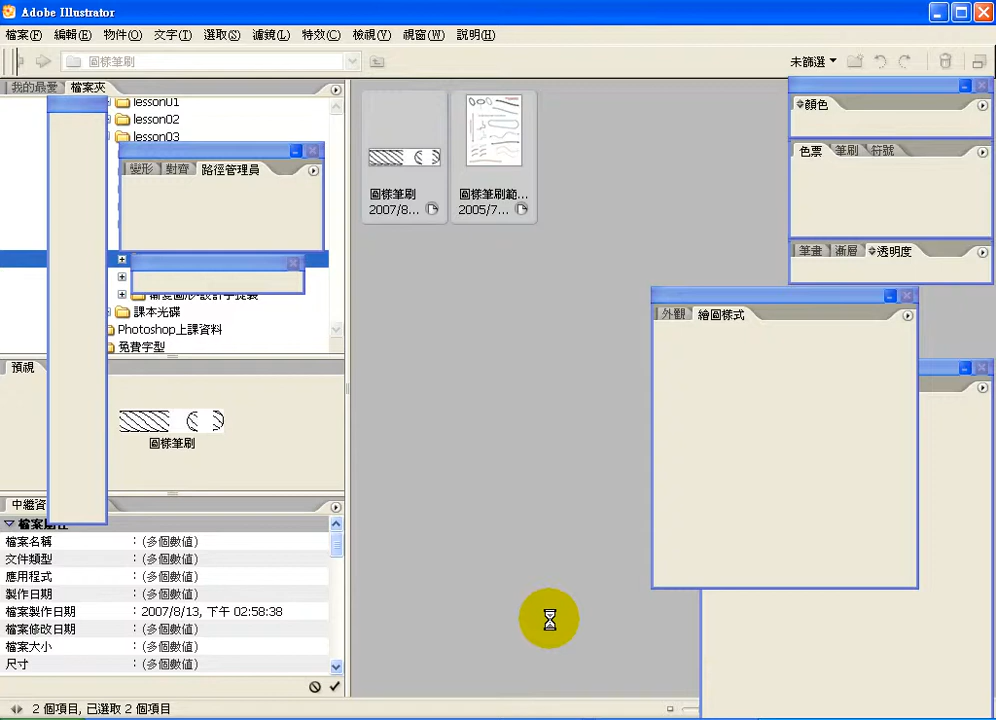 Adobe Illustrator
檔案(F) 編輯(E) 物件(O) 文字(T) 選取(S) 濾鏡(L) 特效(C) 檢視(V) 視窗(W) 說明(H)
圖樣筆刷
未篩選
我的最愛 檔案夾
lesson01
lesson02
lesson03
變形 對齊 路徑管理員
課本光碟
Photoshop上課資料
免費字型
圖樣筆刷
2007/8...
圖樣筆刷範...
2005/7...
顏色
色票 筆刷 符號
筆畫 漸層 透明度
外觀 繪圖樣式
預視
圖樣筆刷
中繼資
檔案名稱 : (多個數值)
文件類型 : (多個數值)
應用程式 : (多個數值)
製作日期 : (多個數值)
檔案製作日期 : 2007/8/13, 下午 02:58:38
檔案修改日期 : (多個數值)
檔案大小 : (多個數值)
尺寸 : (多個數值)
2 個項目, 已選取 2 個項目